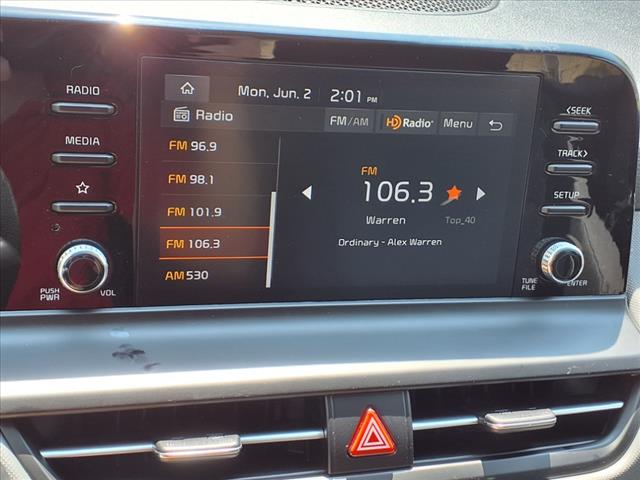 Mon, Jun. 2 2:01 PM
Radio FM/AM HD Radio® Menu
FM 96.9
FM 98.1
FM 101.9
FM 106.3
AM 530
FM
106.3
Warren Top_40
Ordinary - Alex Warren
RADIO
MEDIA
PUSH
PWR VOL
<SEEK
TRACK>
SETUP
TUNE
FILE ENTER